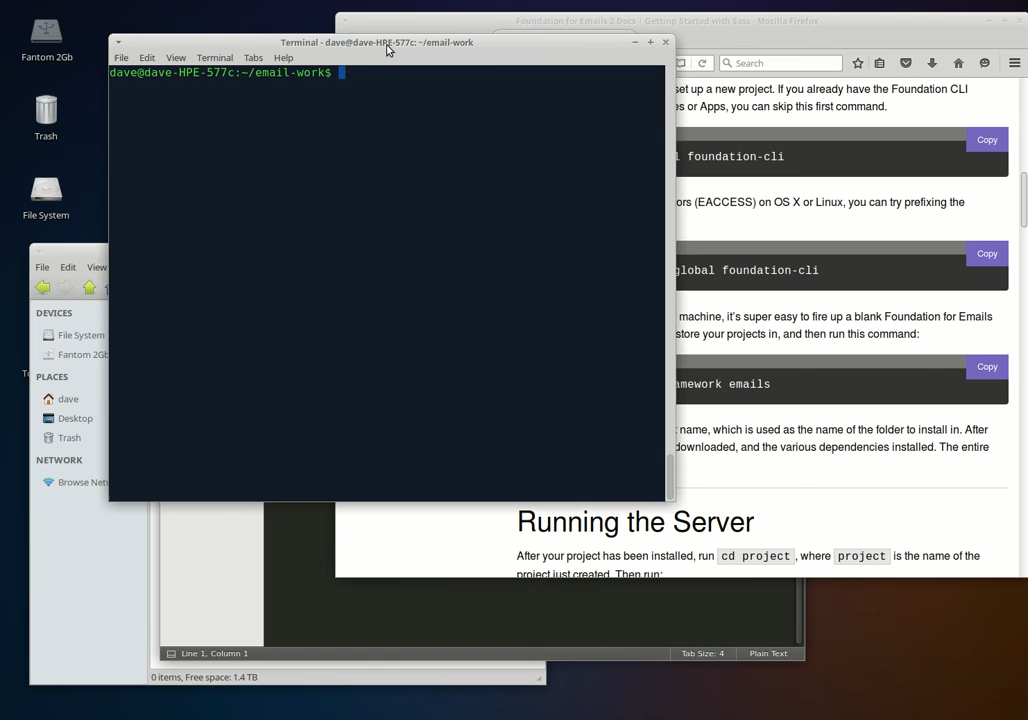 Fantom 2Gb
Trash
File System
Foundation for Emails 2 Docs | Getting Started with Sass - Mozilla Firefox
Search
set up a new project. If you already have the Foundation CLI
es or Apps, you can skip this first command.
Copy
l foundation-cli
ors (EACCESS) on OS X or Linux, you can try prefixing the
Copy
global foundation-cli
machine, it's super easy to fire up a blank Foundation for Emails
store your projects in, and then run this command:
Copy
amework emails
name, which is used as the name of the folder to install in. After
downloaded, and the various dependencies installed. The entire
Running the Server
After your project has been installed, run cd project, where project is the name of the
project just created. Then run:
Terminal - dave@dave-HPE-577c: ~/email-work
File Edit View Terminal Tabs Help
dave@dave-HPE-577c:~/email-work$
File Edit View
DEVICES
File System
Fantom 2Gb
PLACES
dave
Desktop
Trash
NETWORK
Browse Net
Line 1, Column 1
Tab Size: 4
Plain Text
0 items, Free space: 1.4 TB